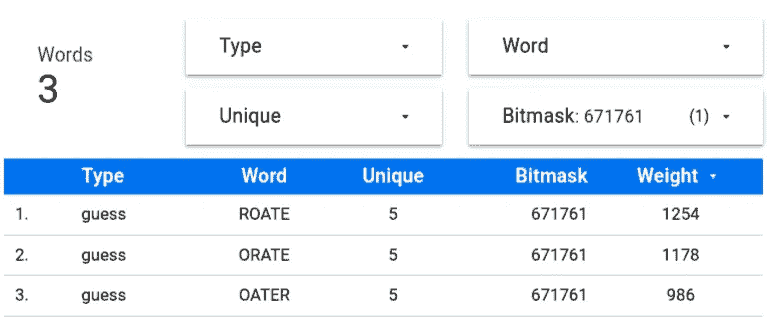 Words
3
Type
Word
Unique
Bitmask: 671761 (1)
Type Word Unique Bitmask Weight
1. guess ROATE 5 671761 1254
2. guess ORATE 5 671761 1178
3. guess OATER 5 671761 986